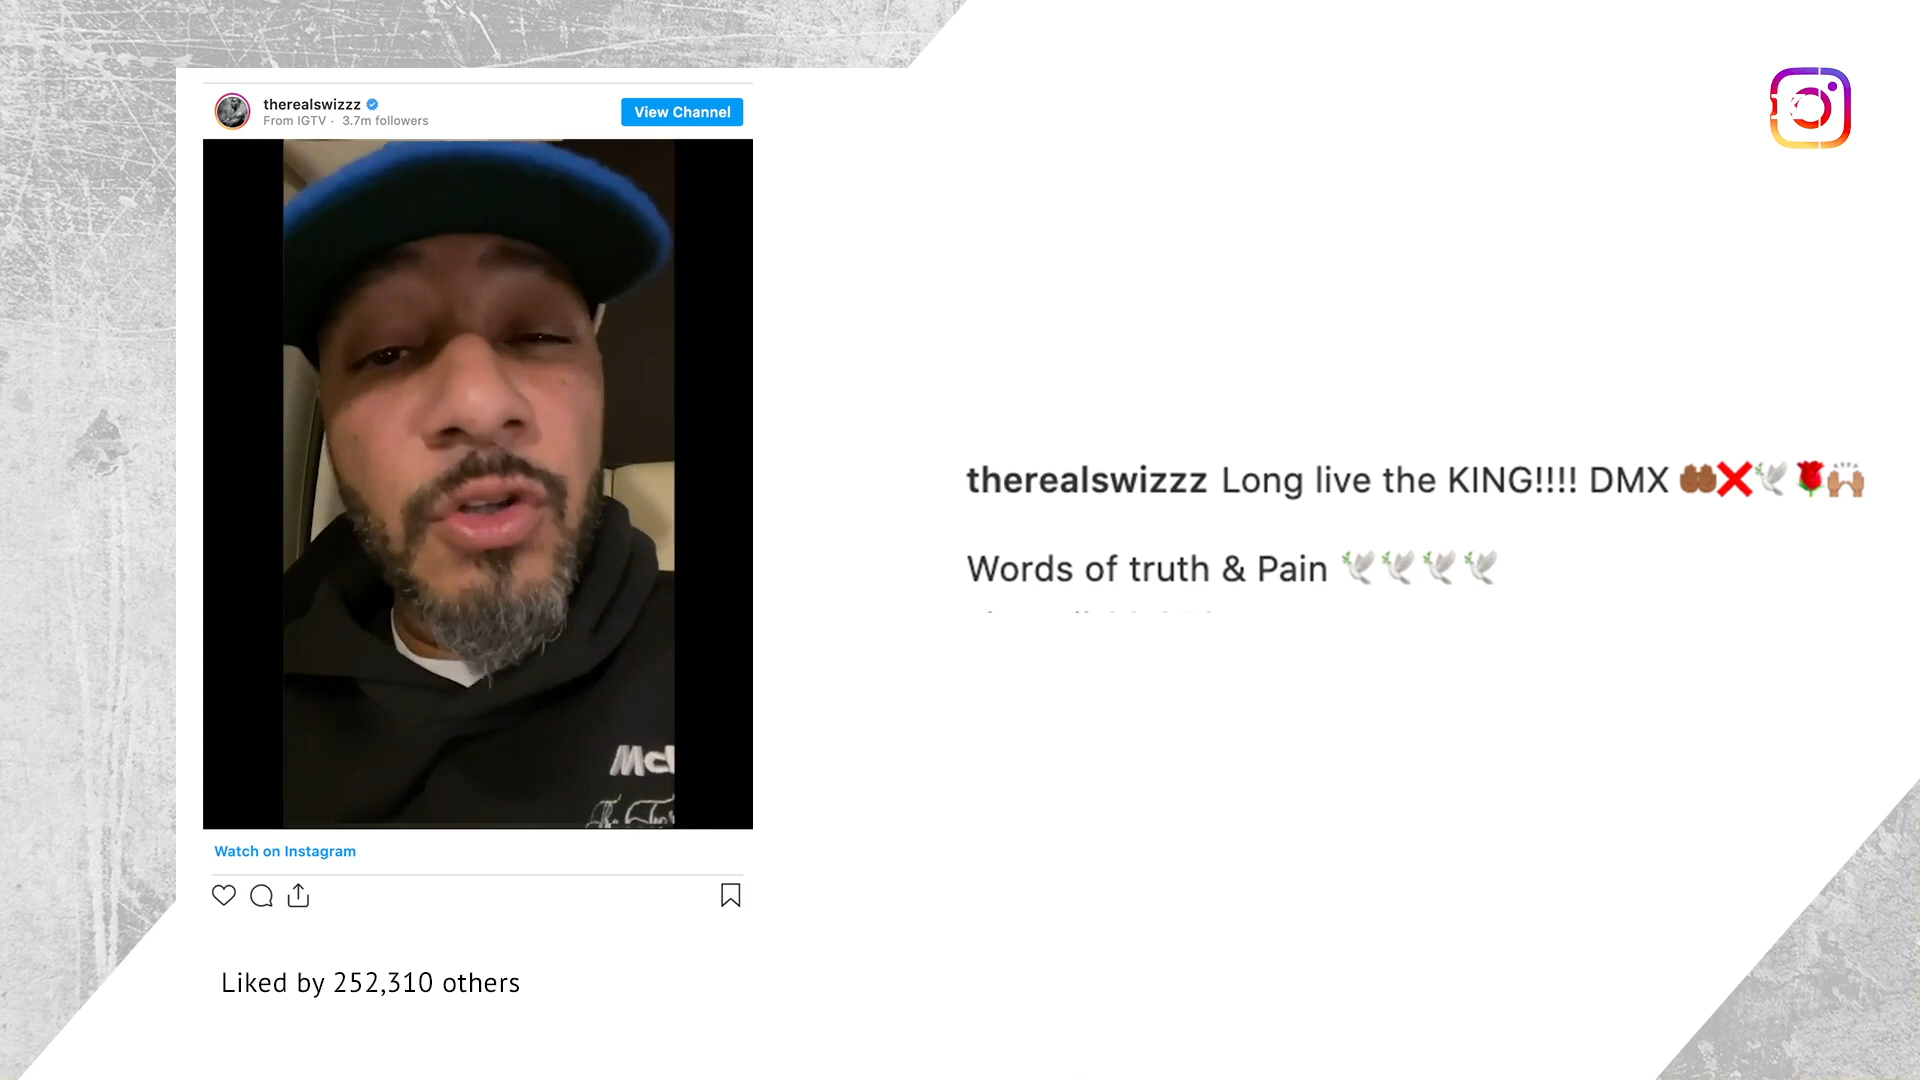 therealswizzz
From IGTV · 3.7m followers
View Channel
Watch on Instagram
Liked by 252,310 others
therealswizzz Long live the KING!!!! DMX 🤲🏾❌🕊🌹🙌🏽
Words of truth & Pain 🕊🕊🕊🕊